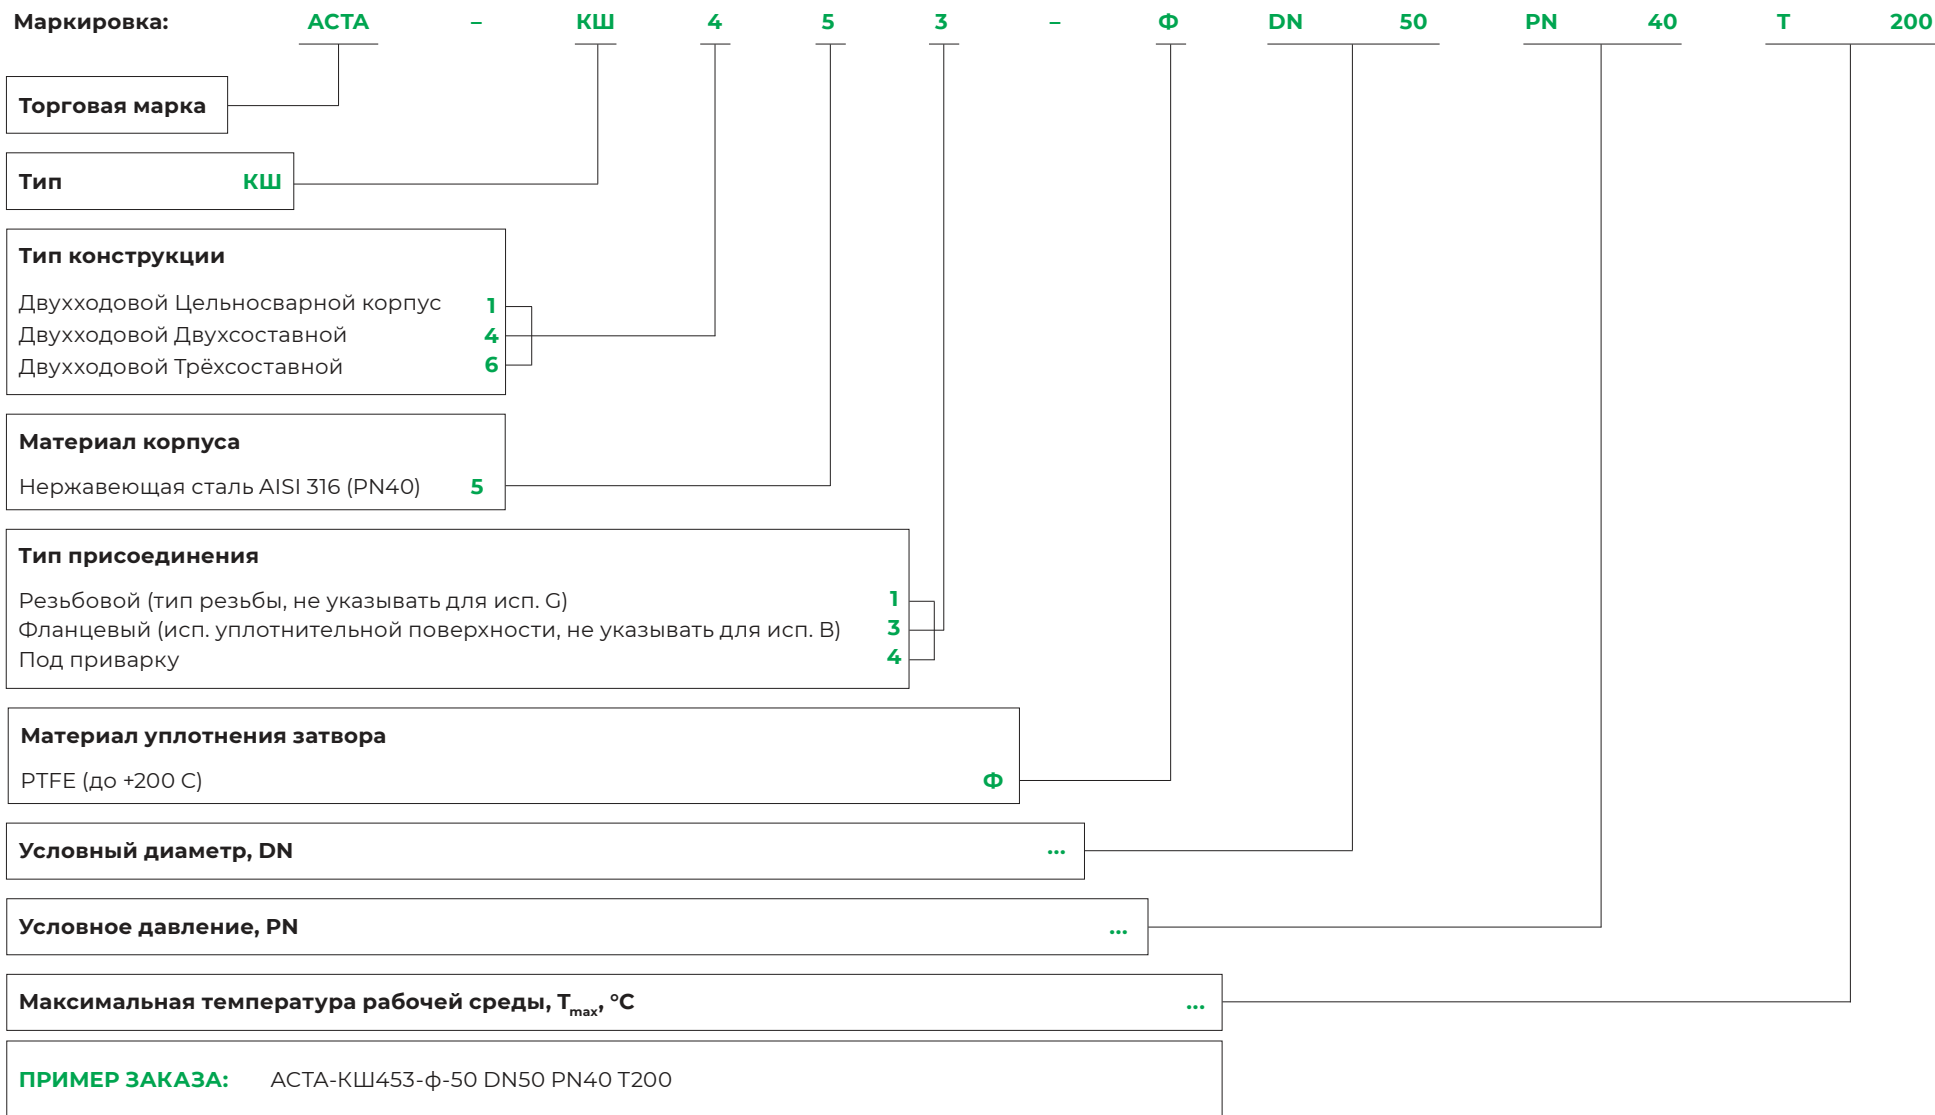 Маркировка: АСТА – КШ 4 5 3 – Ф DN 50 PN 40 Т 200
Торговая марка
Тип КШ
Тип конструкции
Двухходовой Цельносварной корпус 1
Двухходовой Двухсоставной 4
Двухходовой Трёхсоставной 6
Материал корпуса
Нержавеющая сталь AISI 316 (PN40) 5
Тип присоединения
Резьбовой (тип резьбы, не указывать для исп. G) 1
Фланцевый (исп. уплотнительной поверхности, не указывать для исп. В) 3
Под приварку 4
Материал уплотнения затвора
PTFE (до +200 С) Ф
Условный диаметр, DN ...
Условное давление, PN ...
Максимальная температура рабочей среды, Tmax, °С ...
ПРИМЕР ЗАКАЗА: АСТА-КШ453-ф-50 DN50 PN40 T200